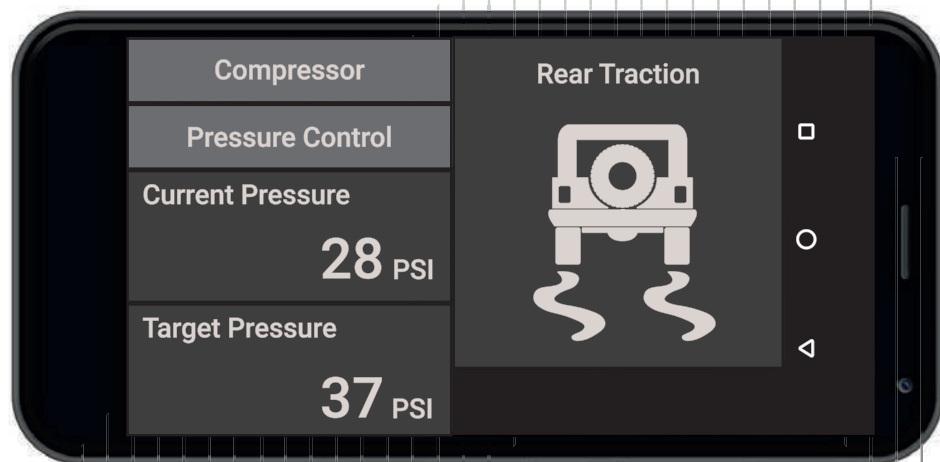 Compressor
Pressure Control
Current Pressure
28 PSI
Target Pressure
37 PSI
Rear Traction